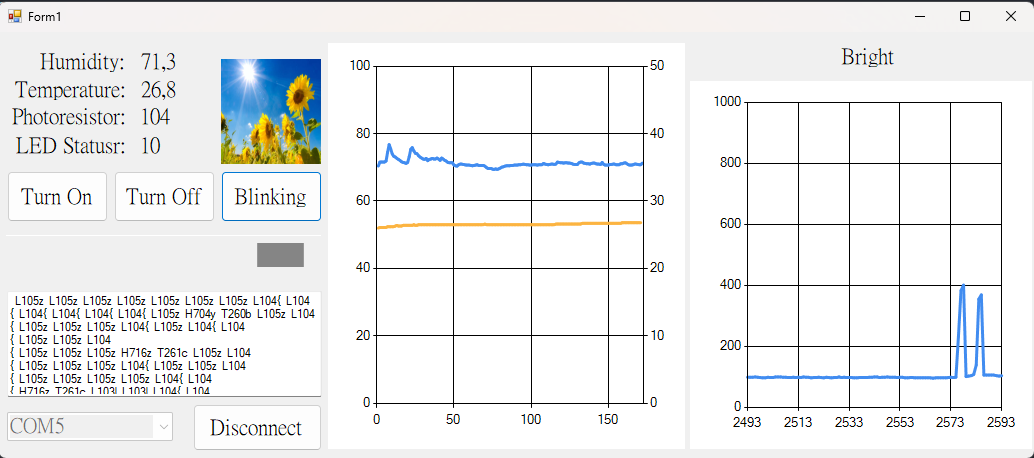 Form1
Humidity: 71,3
Temperature: 26,8
Photoresistor: 104
LED Statusr: 10
Turn On Turn Off Blinking
L105z L105z L105z L105z L105z L105z L105z L104{ L104
{ L104{ L104{ L104{ L104{ L105z H704y T260b L105z L104
{ L105z L105z L105z L104{ L105z L104{ L104
{ L105z L105z L104
{ L105z L105z L105z H716z T261c L105z L104
{ L105z L105z L105z L104{ L105z L105z L104
{ L105z L105z L105z L105z L104{ L104
{ H716z T261c L103l L103l L104{ L104
COM5
Disconnect
100
80
60
40
20
0
50
40
30
20
10
0
0 50 100 150
Bright
1000
800
600
400
200
0
2493 2513 2533 2553 2573 2593